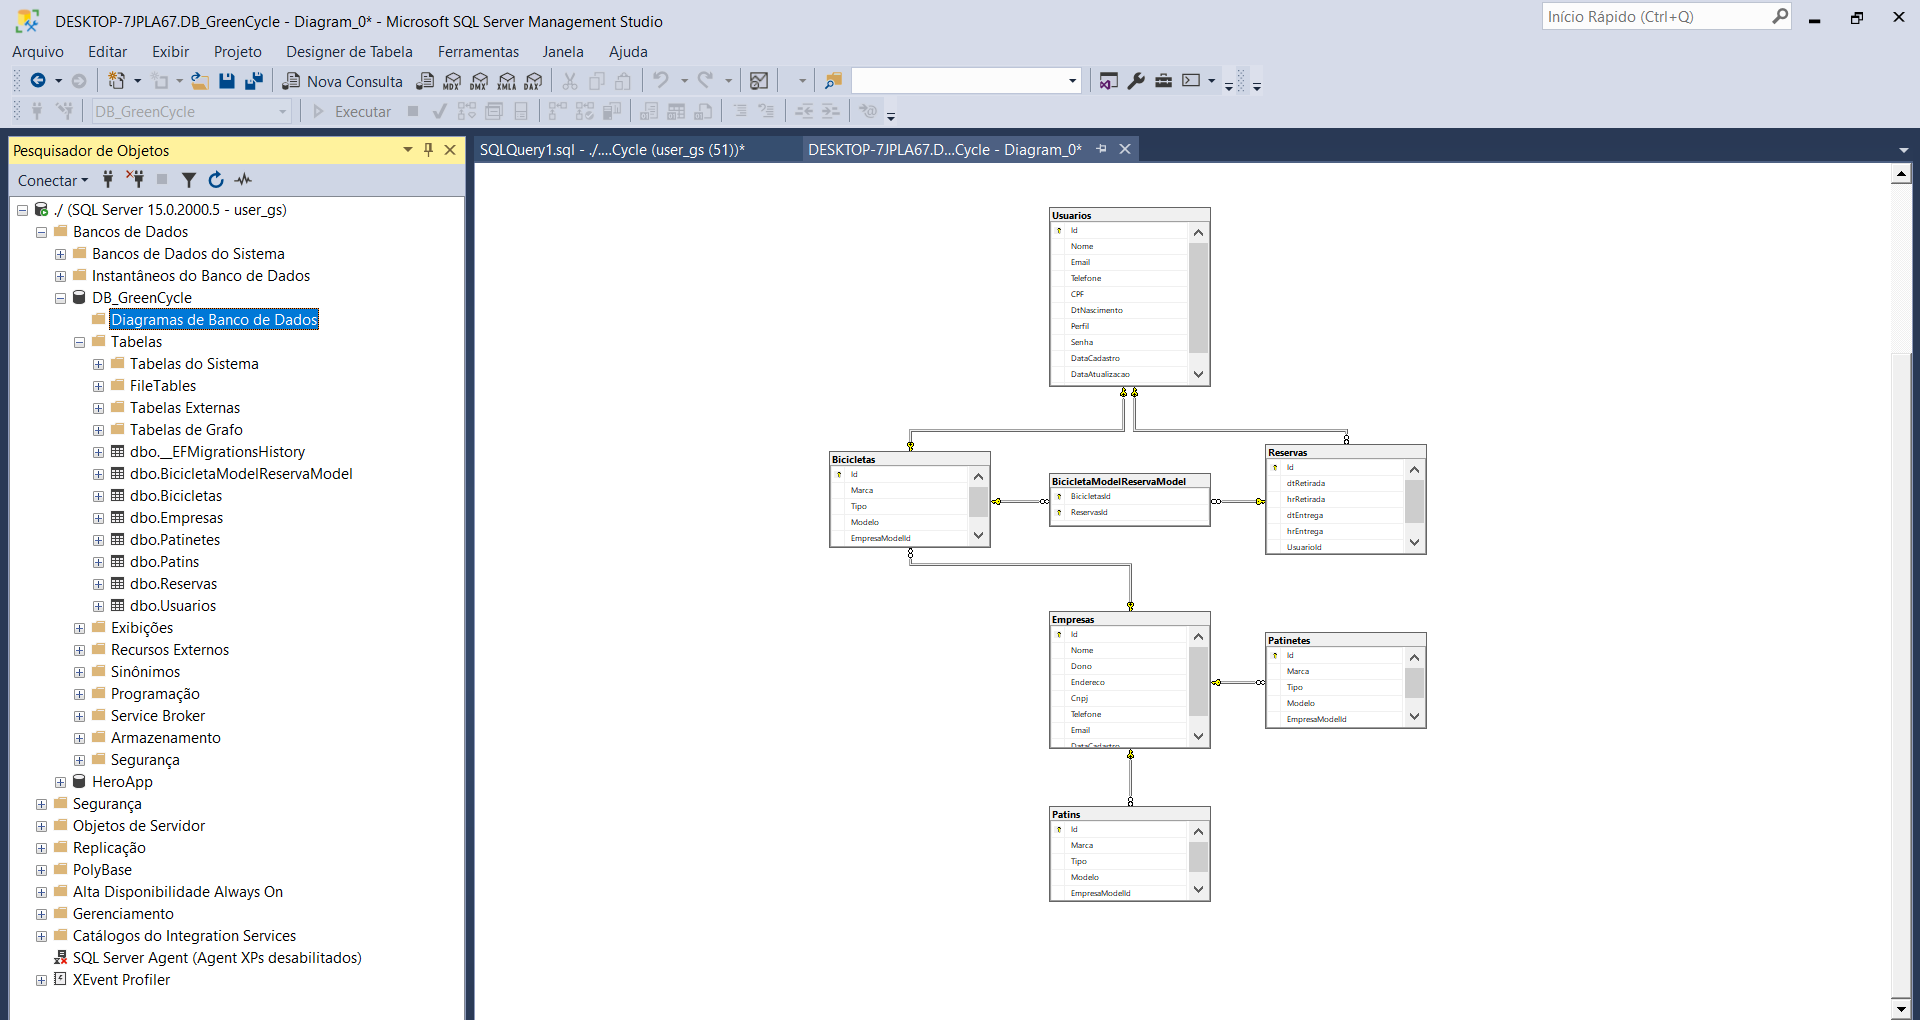 DESKTOP-7JPLA67.DB_GreenCycle - Diagram_0* - Microsoft SQL Server Management Studio
Início Rápido (Ctrl+Q)
Arquivo Editar Exibir Projeto Designer de Tabela Ferramentas Janela Ajuda
Nova Consulta MDX DMX XMLA DAX
DB_GreenCycle Executar
Pesquisador de Objetos
Conectar
./ (SQL Server 15.0.2000.5 - user_gs)
Bancos de Dados
Bancos de Dados do Sistema
Instantâneos do Banco de Dados
DB_GreenCycle
Diagramas de Banco de Dados
Tabelas
Tabelas do Sistema
FileTables
Tabelas Externas
Tabelas de Grafo
dbo.__EFMigrationsHistory
dbo.BicicletaModelReservaModel
dbo.Bicicletas
dbo.Empresas
dbo.Patinetes
dbo.Patins
dbo.Reservas
dbo.Usuarios
Exibições
Recursos Externos
Sinônimos
Programação
Service Broker
Armazenamento
Segurança
HeroApp
Segurança
Objetos de Servidor
Replicação
PolyBase
Alta Disponibilidade Always On
Gerenciamento
Catálogos do Integration Services
SQL Server Agent (Agent XPs desabilitados)
XEvent Profiler
SQLQuery1.sql - ./....Cycle (user_gs (51))*
DESKTOP-7JPLA67.D...Cycle - Diagram_0*
Usuarios
Id
Nome
Email
Telefone
CPF
DtNascimento
Perfil
Senha
DataCadastro
DataAtualizacao
Bicicletas
Id
Marca
Tipo
Modelo
EmpresaModelId
BicicletaModelReservaModel
BicicletasId
ReservasId
Reservas
Id
dtRetirada
hrRetirada
dtEntrega
hrEntrega
UsuarioId
Empresas
Id
Nome
Dono
Endereco
Cnpj
Telefone
Email
DataCadastro
Patinetes
Id
Marca
Tipo
Modelo
EmpresaModelId
Patins
Id
Marca
Tipo
Modelo
EmpresaModelId